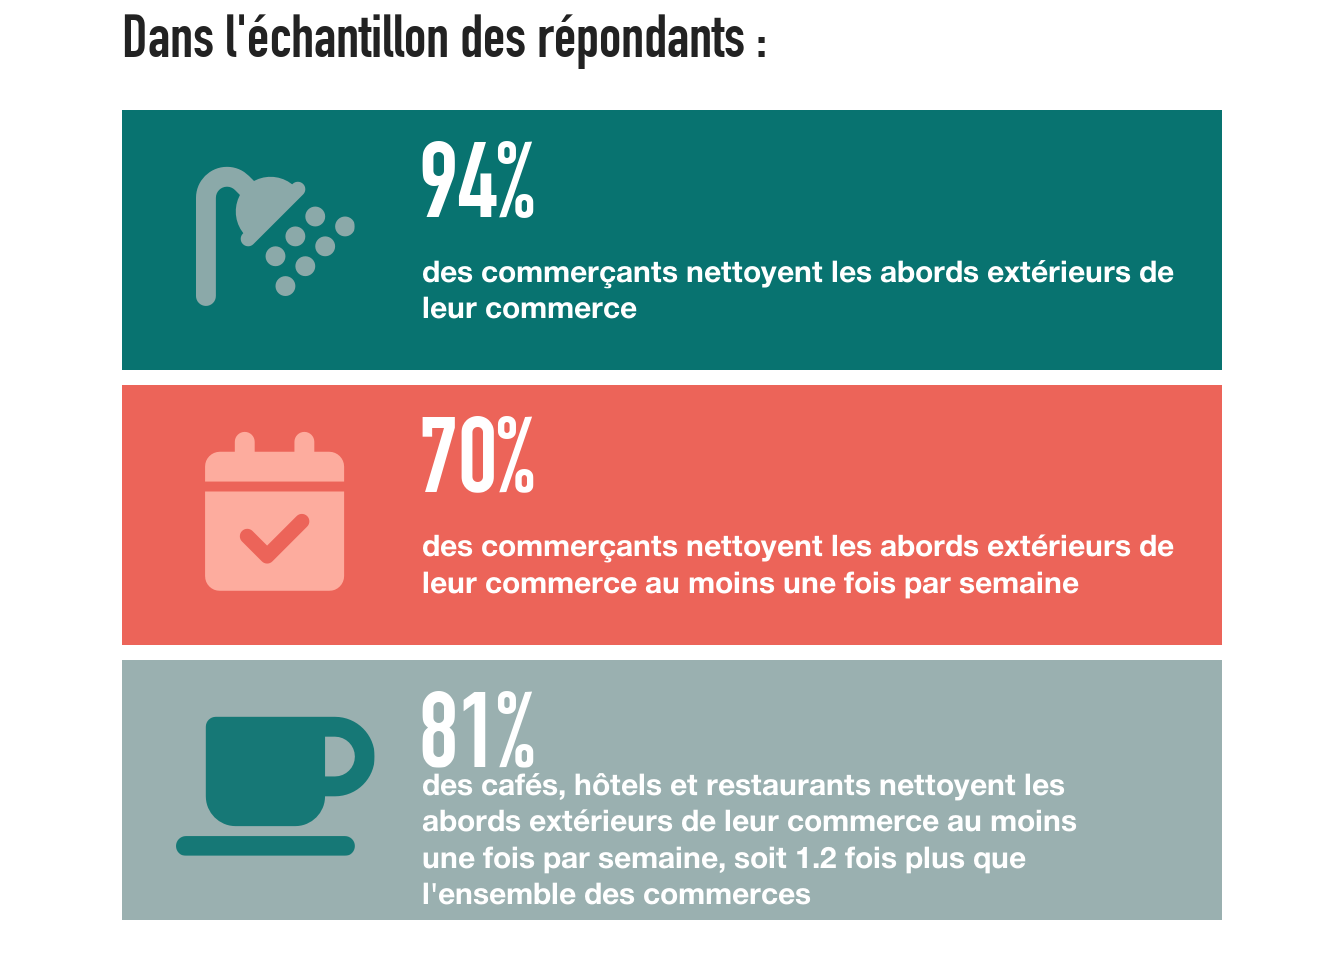 Dans l'échantillon des répondants :
94%
des commerçants nettoyent les abords extérieurs de
leur commerce
70%
des commerçants nettoyent les abords extérieurs de
leur commerce au moins une fois par semaine
81%
des cafés, hôtels et restaurants nettoyent les
abords extérieurs de leur commerce au moins
une fois par semaine, soit 1.2 fois plus que
l'ensemble des commerces